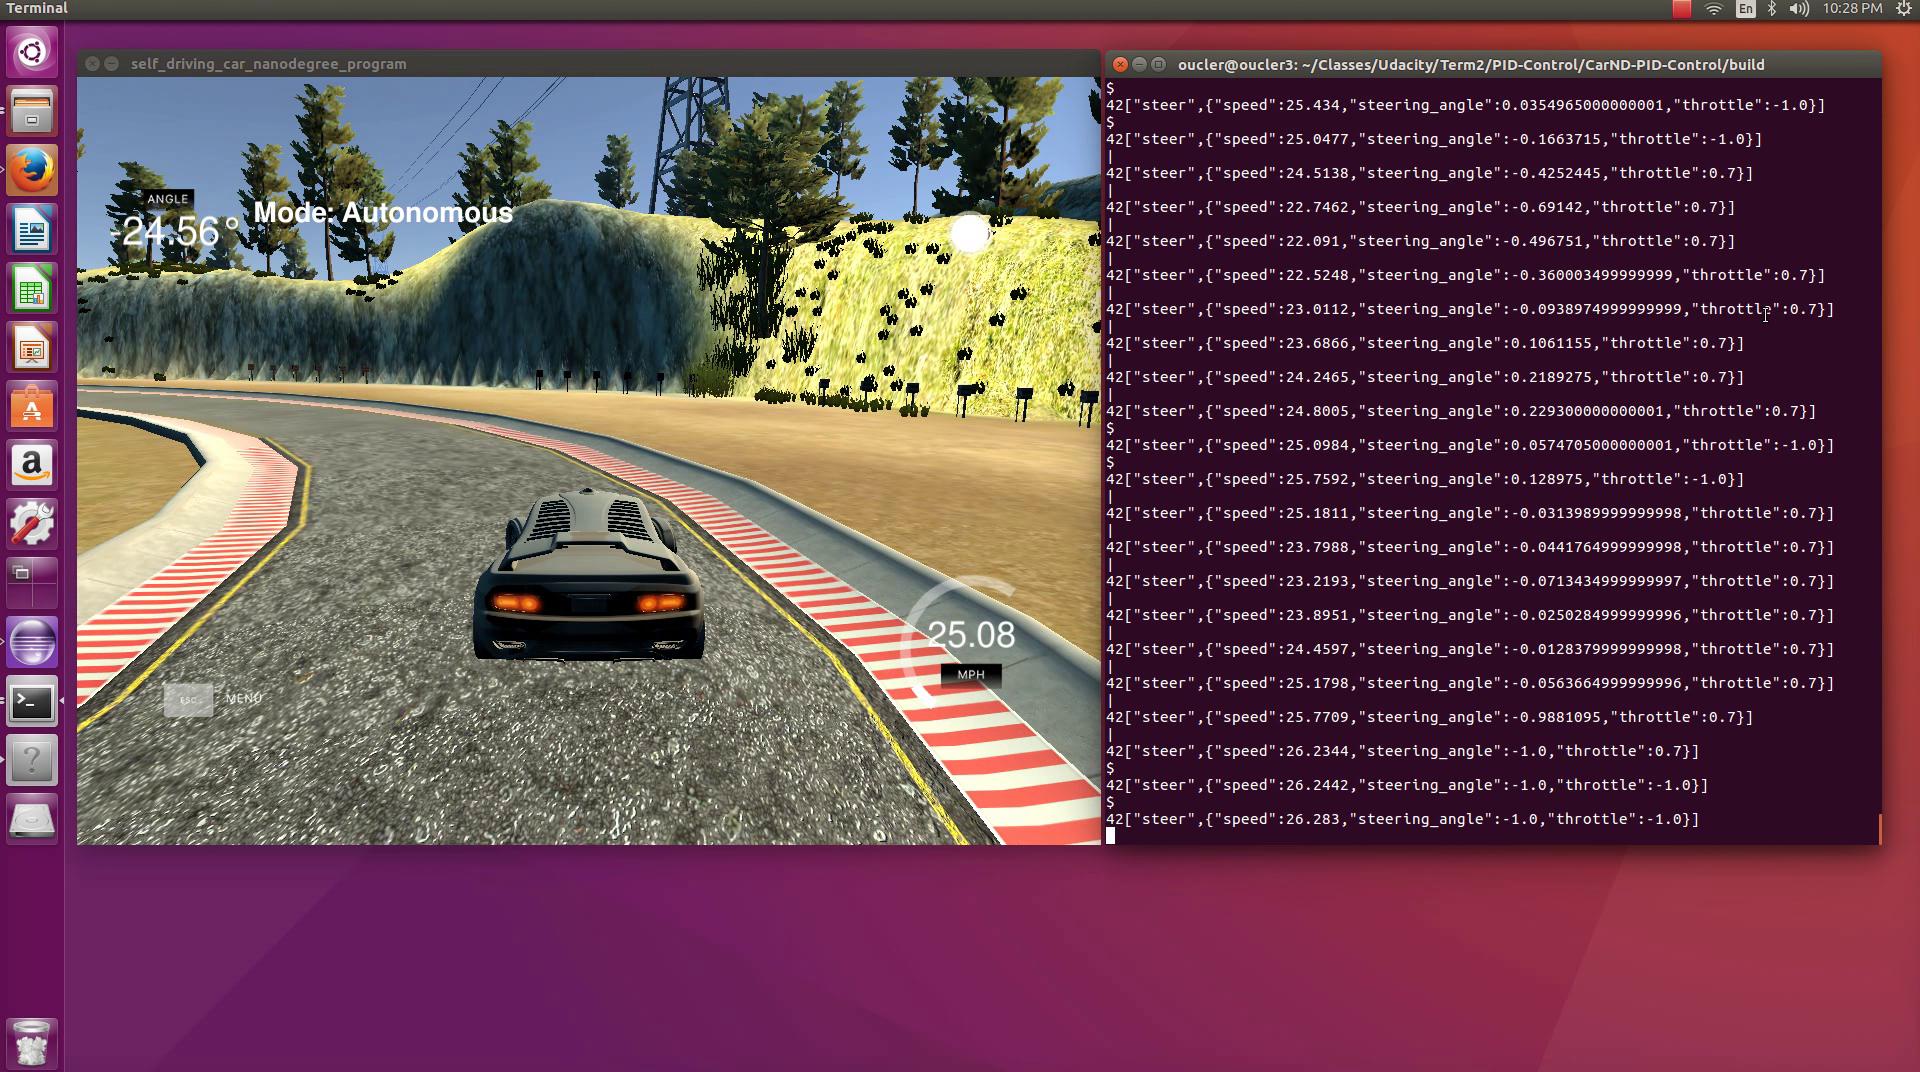 Terminal
En
10:28 PM
self_driving_car_nanodegree_program
ANGLE
-24.56°
Mode: Autonomous
25.08
MPH
ESC
MENU
a
>_
?
oucler@oucler3: ~/Classes/Udacity/Term2/PID-Control/CarND-PID-Control/build
$
42["steer",{"speed":25.434,"steering_angle":0.0354965000000001,"throttle":-1.0}]
$
42["steer",{"speed":25.0477,"steering_angle":-0.1663715,"throttle":-1.0}]
|
42["steer",{"speed":24.5138,"steering_angle":-0.4252445,"throttle":0.7}]
|
42["steer",{"speed":22.7462,"steering_angle":-0.69142,"throttle":0.7}]
|
42["steer",{"speed":22.091,"steering_angle":-0.496751,"throttle":0.7}]
|
42["steer",{"speed":22.5248,"steering_angle":-0.360003499999999,"throttle":0.7}]
|
42["steer",{"speed":23.0112,"steering_angle":-0.0938974999999999,"throttle":0.7}]
|
42["steer",{"speed":23.6866,"steering_angle":0.1061155,"throttle":0.7}]
|
42["steer",{"speed":24.2465,"steering_angle":0.2189275,"throttle":0.7}]
|
42["steer",{"speed":24.8005,"steering_angle":0.229300000000001,"throttle":0.7}]
$
42["steer",{"speed":25.0984,"steering_angle":0.0574705000000001,"throttle":-1.0}]
$
42["steer",{"speed":25.7592,"steering_angle":0.128975,"throttle":-1.0}]
|
42["steer",{"speed":25.1811,"steering_angle":-0.0313989999999998,"throttle":0.7}]
|
42["steer",{"speed":23.7988,"steering_angle":-0.0441764999999998,"throttle":0.7}]
|
42["steer",{"speed":23.2193,"steering_angle":-0.0713434999999997,"throttle":0.7}]
|
42["steer",{"speed":23.8951,"steering_angle":-0.0250284999999996,"throttle":0.7}]
|
42["steer",{"speed":24.4597,"steering_angle":-0.0128379999999998,"throttle":0.7}]
|
42["steer",{"speed":25.1798,"steering_angle":-0.0563664999999996,"throttle":0.7}]
|
42["steer",{"speed":25.7709,"steering_angle":-0.9881095,"throttle":0.7}]
|
42["steer",{"speed":26.2344,"steering_angle":-1.0,"throttle":0.7}]
$
42["steer",{"speed":26.2442,"steering_angle":-1.0,"throttle":-1.0}]
$
42["steer",{"speed":26.283,"steering_angle":-1.0,"throttle":-1.0}]